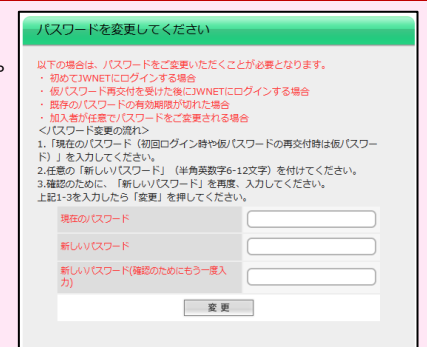 パスワードを変更してください
。
以下の場合は、パスワードをご変更いただくことが必要となります。
・ 初めてJWNETにログインする場合
・ 仮パスワード再交付を受けた後にJWNETにログインする場合
・ 既存のパスワードの有効期限が切れた場合
・ 加入者が任意でパスワードをご変更される場合
＜パスワード変更の流れ＞
1.「現在のパスワード（初回ログイン時や仮パスワードの再交付時は仮パスワー
ド）」を入力してください。
2.任意の「新しいパスワード」（半角英数字6-12文字）を付けてください。
3.確認のために、「新しいパスワード」を再度、入力してください。
上記1-3を入力したら「変更」を押してください。
現在のパスワード
新しいパスワード
新しいパスワード(確認のためにもう一度入
力)
変 更